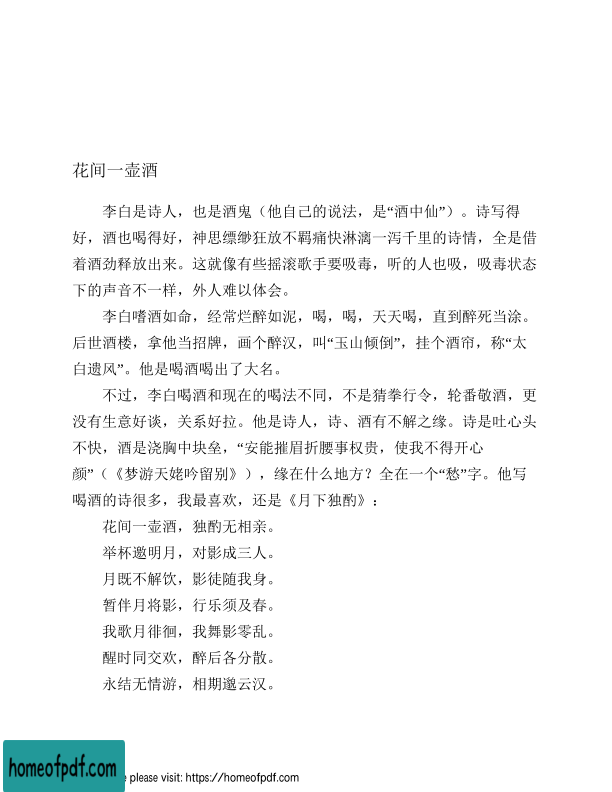 花间一壶酒
李白是诗人，也是酒鬼（他自己的说法，是“酒中仙”）。诗写得
好，酒也喝得好，神思缥缈狂放不羁痛快淋漓一泻千里的诗情，全是借
着酒劲释放出来。这就像有些摇滚歌手要吸毒，听的人也吸，吸毒状态
下的声音不一样，外人难以体会。
李白嗜酒如命，经常烂醉如泥，喝，喝，天天喝，直到醉死当涂。
后世酒楼，拿他当招牌，画个醉汉，叫“玉山倾倒”，挂个酒帘，称“太
白遗风”。他是喝酒喝出了大名。
不过，李白喝酒和现在的喝法不同，不是猜拳行令，轮番敬酒，更
没有生意好谈，关系好拉。他是诗人，诗、酒有不解之缘。诗是吐心头
不快，酒是浇胸中块垒，“安能摧眉折腰事权贵，使我不得开心
颜”（《梦游天姥吟留别》），缘在什么地方？全在一个“愁”字。他写
喝酒的诗很多，我最喜欢，还是《月下独酌》：
花间一壶酒，独酌无相亲。
举杯邀明月，对影成三人。
月既不解饮，影徒随我身。
暂伴月将影，行乐须及春。
我歌月徘徊，我舞影零乱。
醒时同交欢，醉后各分散。
永结无情游，相期邈云汉。
homeofpdf.com
e please visit: https://homeofpdf.com